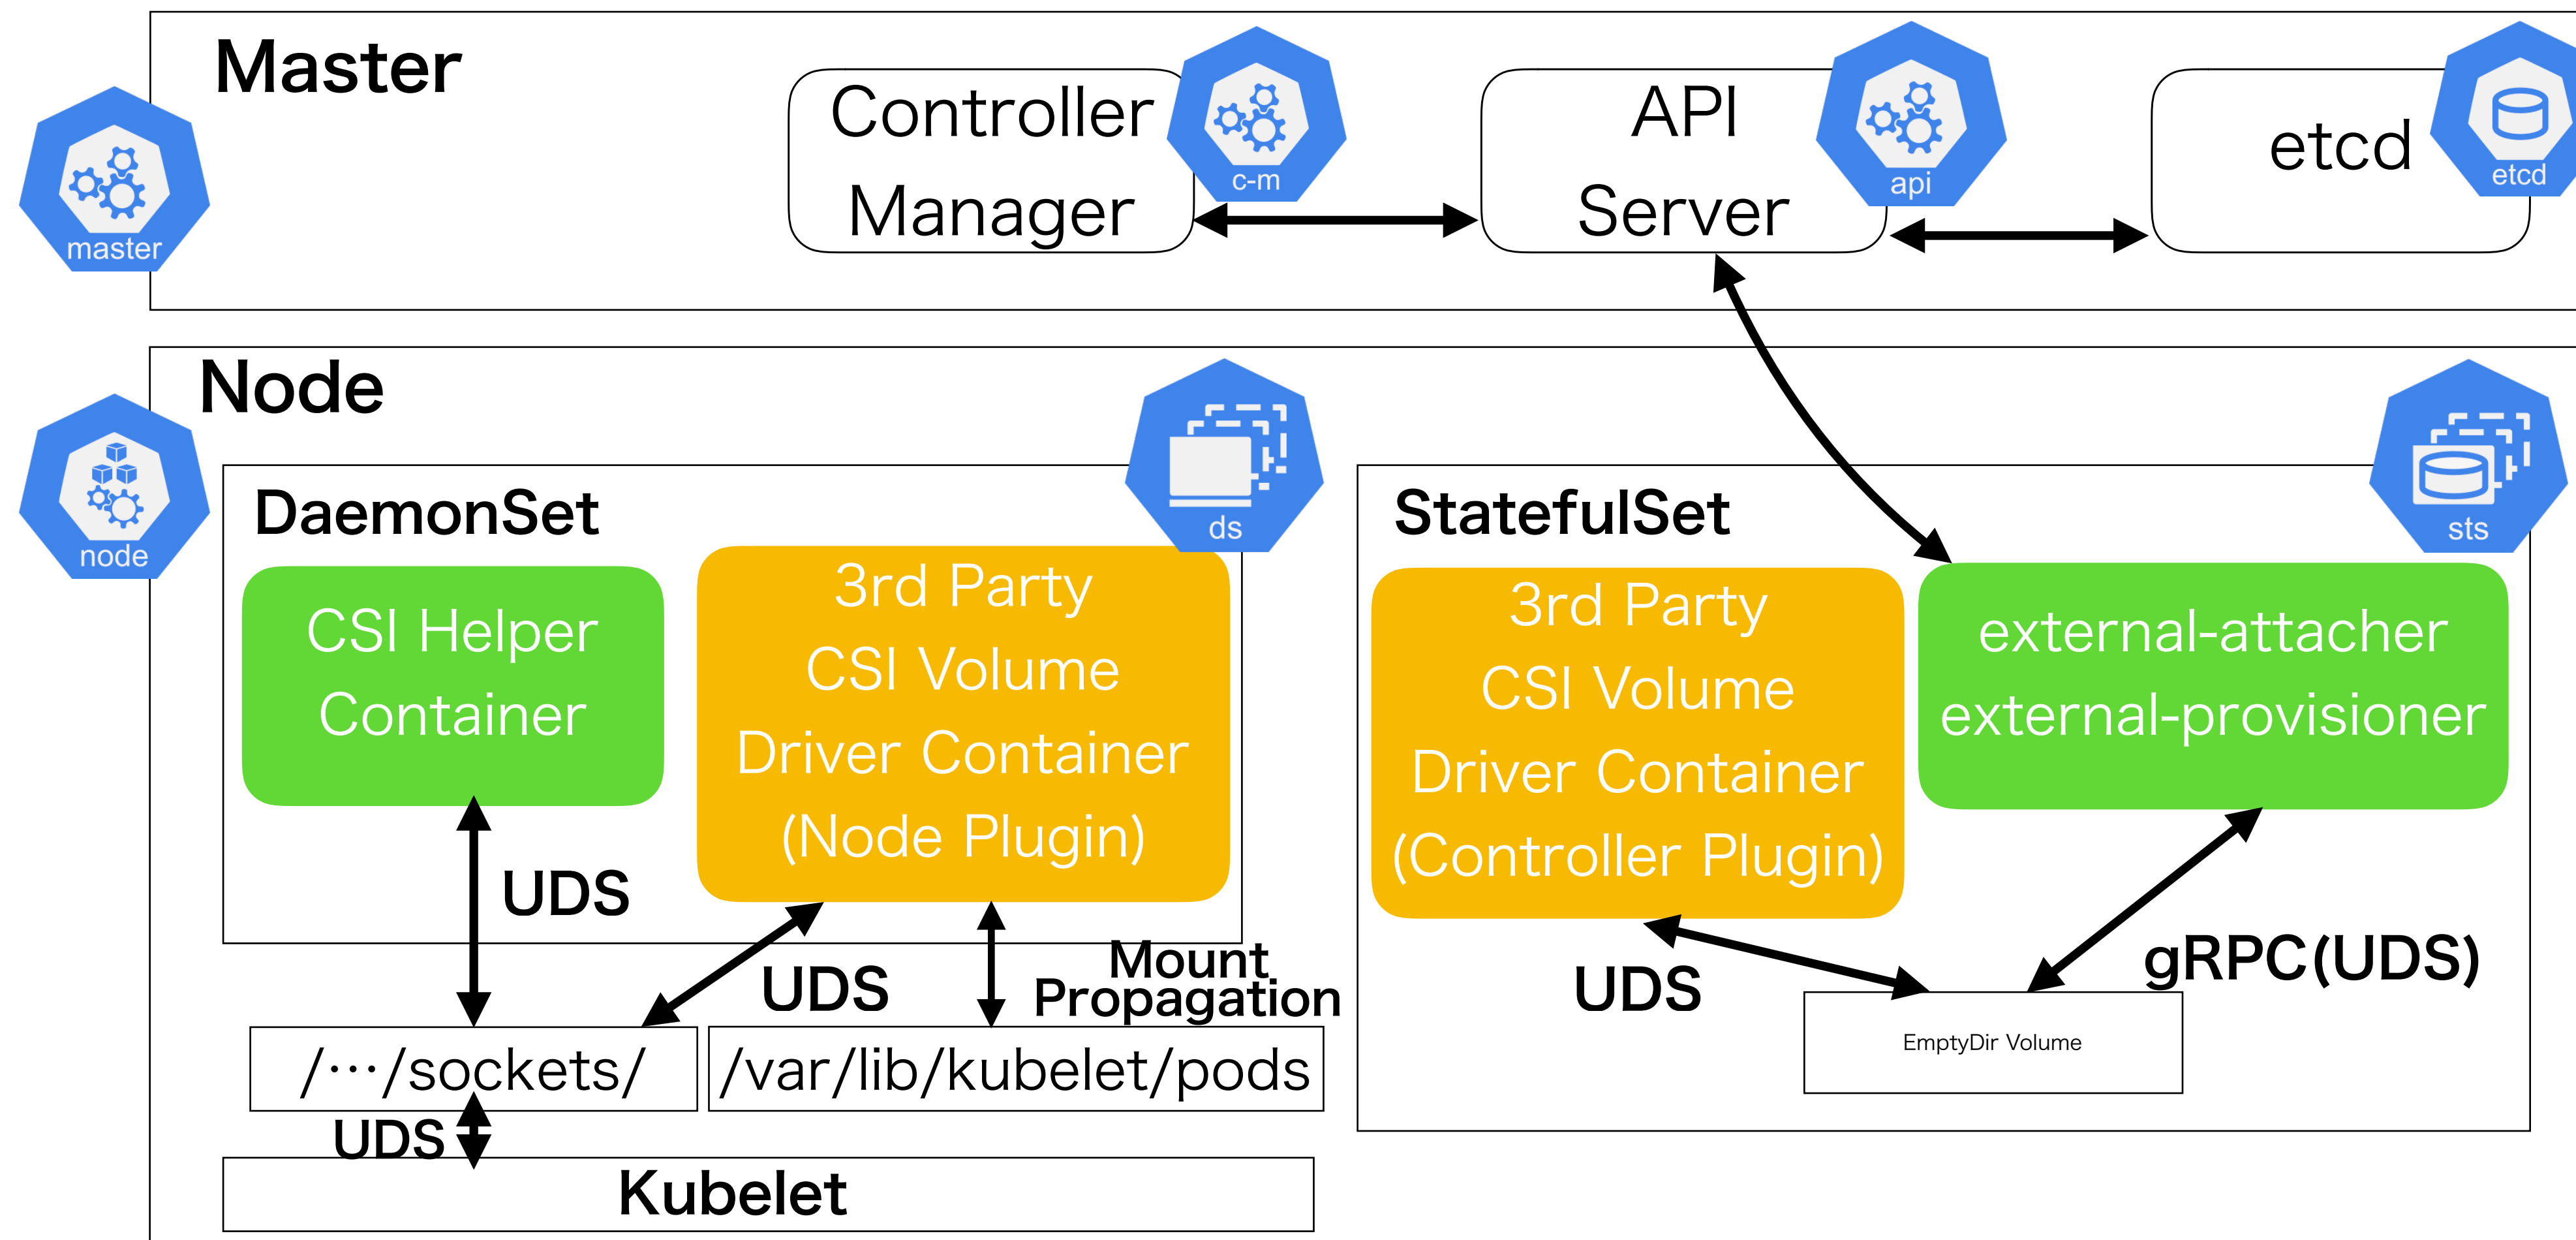 Master
Controller
Manager
c-m
API
Server
api
etcd
etcd
master
Node
node
DaemonSet
ds
CSI Helper
Container
3rd Party
CSI Volume
Driver Container
(Node Plugin)
UDS
UDS
Mount
Propagation
/···/sockets/
/var/lib/kubelet/pods
UDS
Kubelet
StatefulSet
sts
3rd Party
CSI Volume
Driver Container
(Controller Plugin)
external-attacher
external-provisioner
UDS
gRPC(UDS)
EmptyDir Volume